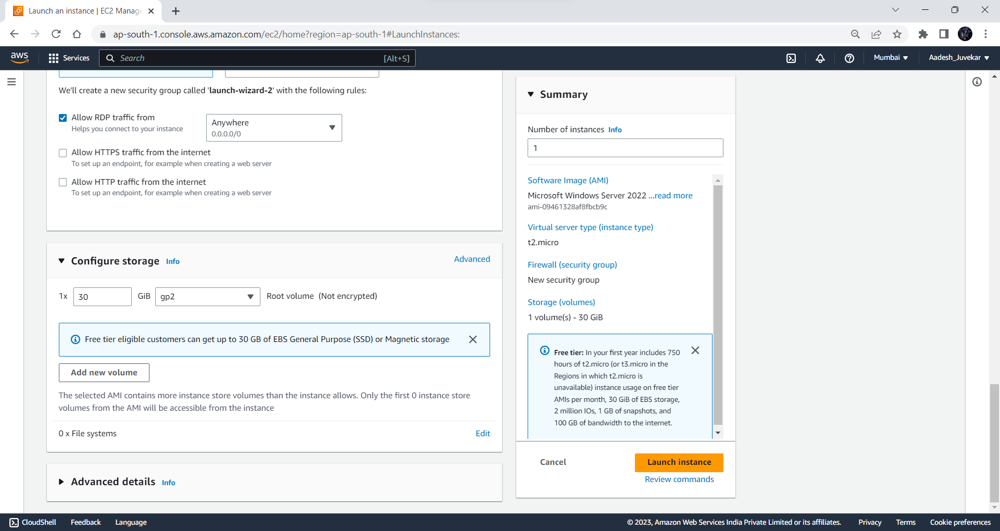 Launch an instance | EC2 Manage
ap-south-1.console.aws.amazon.com/ec2/home?region=ap-south-1#LaunchInstances:
aws
Services
Search
[Alt+S]
Mumbai
Aadesh_Juvekar
We'll create a new security group called 'launch-wizard-2' with the following rules:
Allow RDP traffic from
Helps you connect to your instance
Anywhere
0.0.0.0/0
Allow HTTPS traffic from the internet
To set up an endpoint, for example when creating a web server
Allow HTTP traffic from the internet
To set up an endpoint, for example when creating a web server
Configure storage Info
Advanced
1x 30 GiB gp2 Root volume (Not encrypted)
Free tier eligible customers can get up to 30 GB of EBS General Purpose (SSD) or Magnetic storage
Add new volume
The selected AMI contains more instance store volumes than the instance allows. Only the first 0 instance store
volumes from the AMI will be accessible from the instance
0 x File systems
Edit
Advanced details Info
Summary
Number of instances Info
1
Software Image (AMI)
Microsoft Windows Server 2022 ...read more
ami-09461328af8fbcb9c
Virtual server type (instance type)
t2.micro
Firewall (security group)
New security group
Storage (volumes)
1 volume(s) - 30 GiB
Free tier: In your first year includes 750
hours of t2.micro (or t3.micro in the
Regions in which t2.micro is
unavailable) instance usage on free tier
AMIs per month, 30 GiB of EBS storage,
2 million IOs, 1 GB of snapshots, and
100 GB of bandwidth to the internet.
Cancel
Launch instance
Review commands
CloudShell
Feedback
Language
© 2023, Amazon Web Services India Private Limited or its affiliates.
Privacy
Terms
Cookie preferences